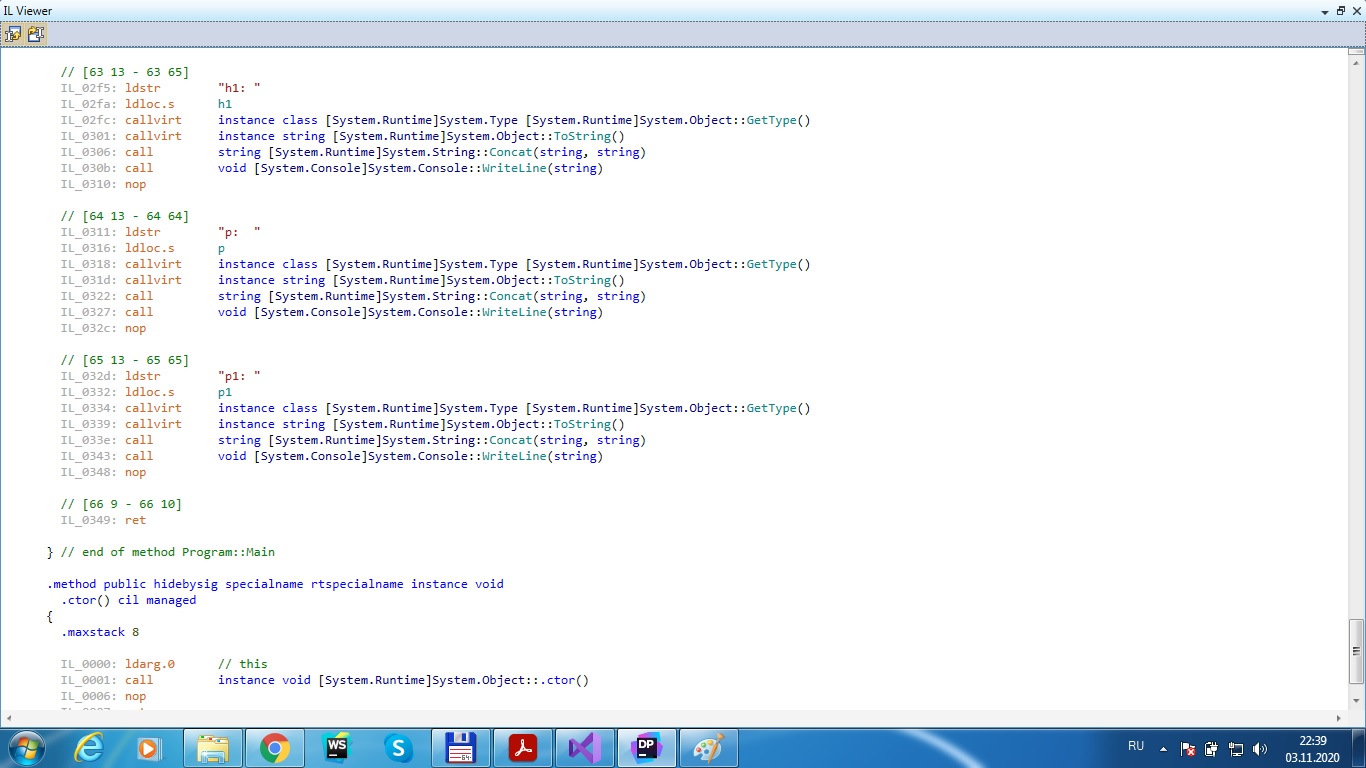 IL Viewer
// [63 13 - 63 65]
IL_02f5: ldstr "h1: "
IL_02fa: ldloc.s h1
IL_02fc: callvirt instance class [System.Runtime]System.Type [System.Runtime]System.Object::GetType()
IL_0301: callvirt instance string [System.Runtime]System.Object::ToString()
IL_0306: call string [System.Runtime]System.String::Concat(string, string)
IL_030b: call void [System.Console]System.Console::WriteLine(string)
IL_0310: nop
// [64 13 - 64 64]
IL_0311: ldstr "p:  "
IL_0316: ldloc.s p
IL_0318: callvirt instance class [System.Runtime]System.Type [System.Runtime]System.Object::GetType()
IL_031d: callvirt instance string [System.Runtime]System.Object::ToString()
IL_0322: call string [System.Runtime]System.String::Concat(string, string)
IL_0327: call void [System.Console]System.Console::WriteLine(string)
IL_032c: nop
// [65 13 - 65 65]
IL_032d: ldstr "p1: "
IL_0332: ldloc.s p1
IL_0334: callvirt instance class [System.Runtime]System.Type [System.Runtime]System.Object::GetType()
IL_0339: callvirt instance string [System.Runtime]System.Object::ToString()
IL_033e: call string [System.Runtime]System.String::Concat(string, string)
IL_0343: call void [System.Console]System.Console::WriteLine(string)
IL_0348: nop
// [66 9 - 66 10]
IL_0349: ret
} // end of method Program::Main
.method public hidebysig specialname rtspecialname instance void
.ctor() cil managed
{
.maxstack 8
IL_0000: ldarg.0 // this
IL_0001: call instance void [System.Runtime]System.Object::.ctor()
IL_0006: nop
WS
S
64
DP
RU
22:39
03.11.2020